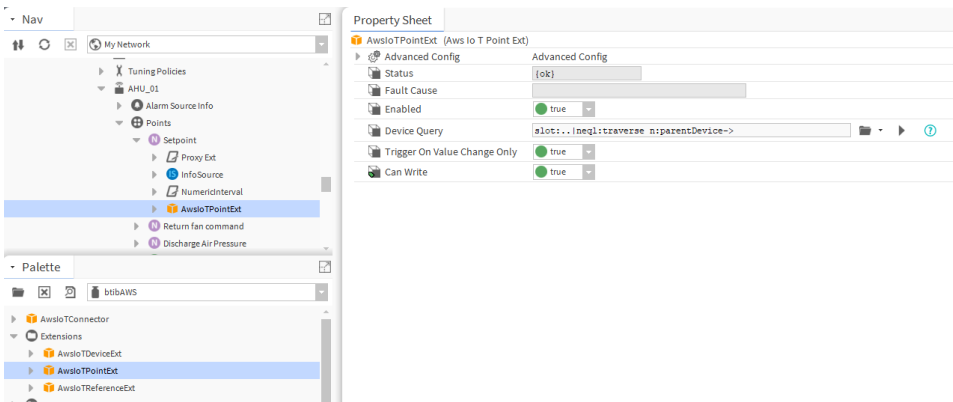 Nav
My Network
Tuning Policies
AHU_01
Alarm Source Info
Points
N Setpoint
Proxy Ext
IS InfoSource
NumericInterval
AwsIoTPointExt
N Return fan command
N Discharge Air Pressure
Palette
btibAWS
AwsIoTConnector
Extensions
AwsIoTDeviceExt
AwsIoTPointExt
AwsIoTReferenceExt
Property Sheet
AwsIoTPointExt (Aws Io T Point Ext)
Advanced Config Advanced Config
Status {ok}
Fault Cause
Enabled true
Device Query slot:..|neql:traverse n:parentDevice-> ?
Trigger On Value Change Only true
Can Write true